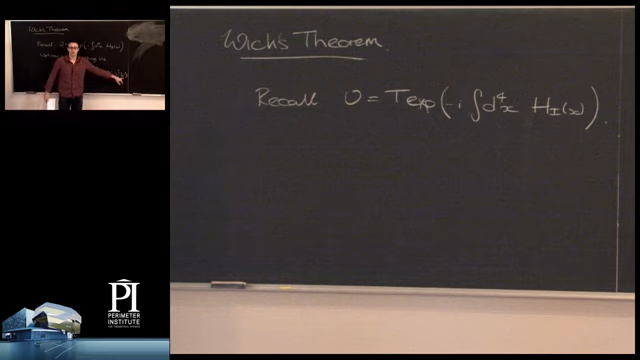 Wick's Theorem.
Recall U = T exp(-i ∫d⁴x H_I(x)).
PI
PERIMETER
INSTITUTE
FOR THEORETICAL PHYSICS